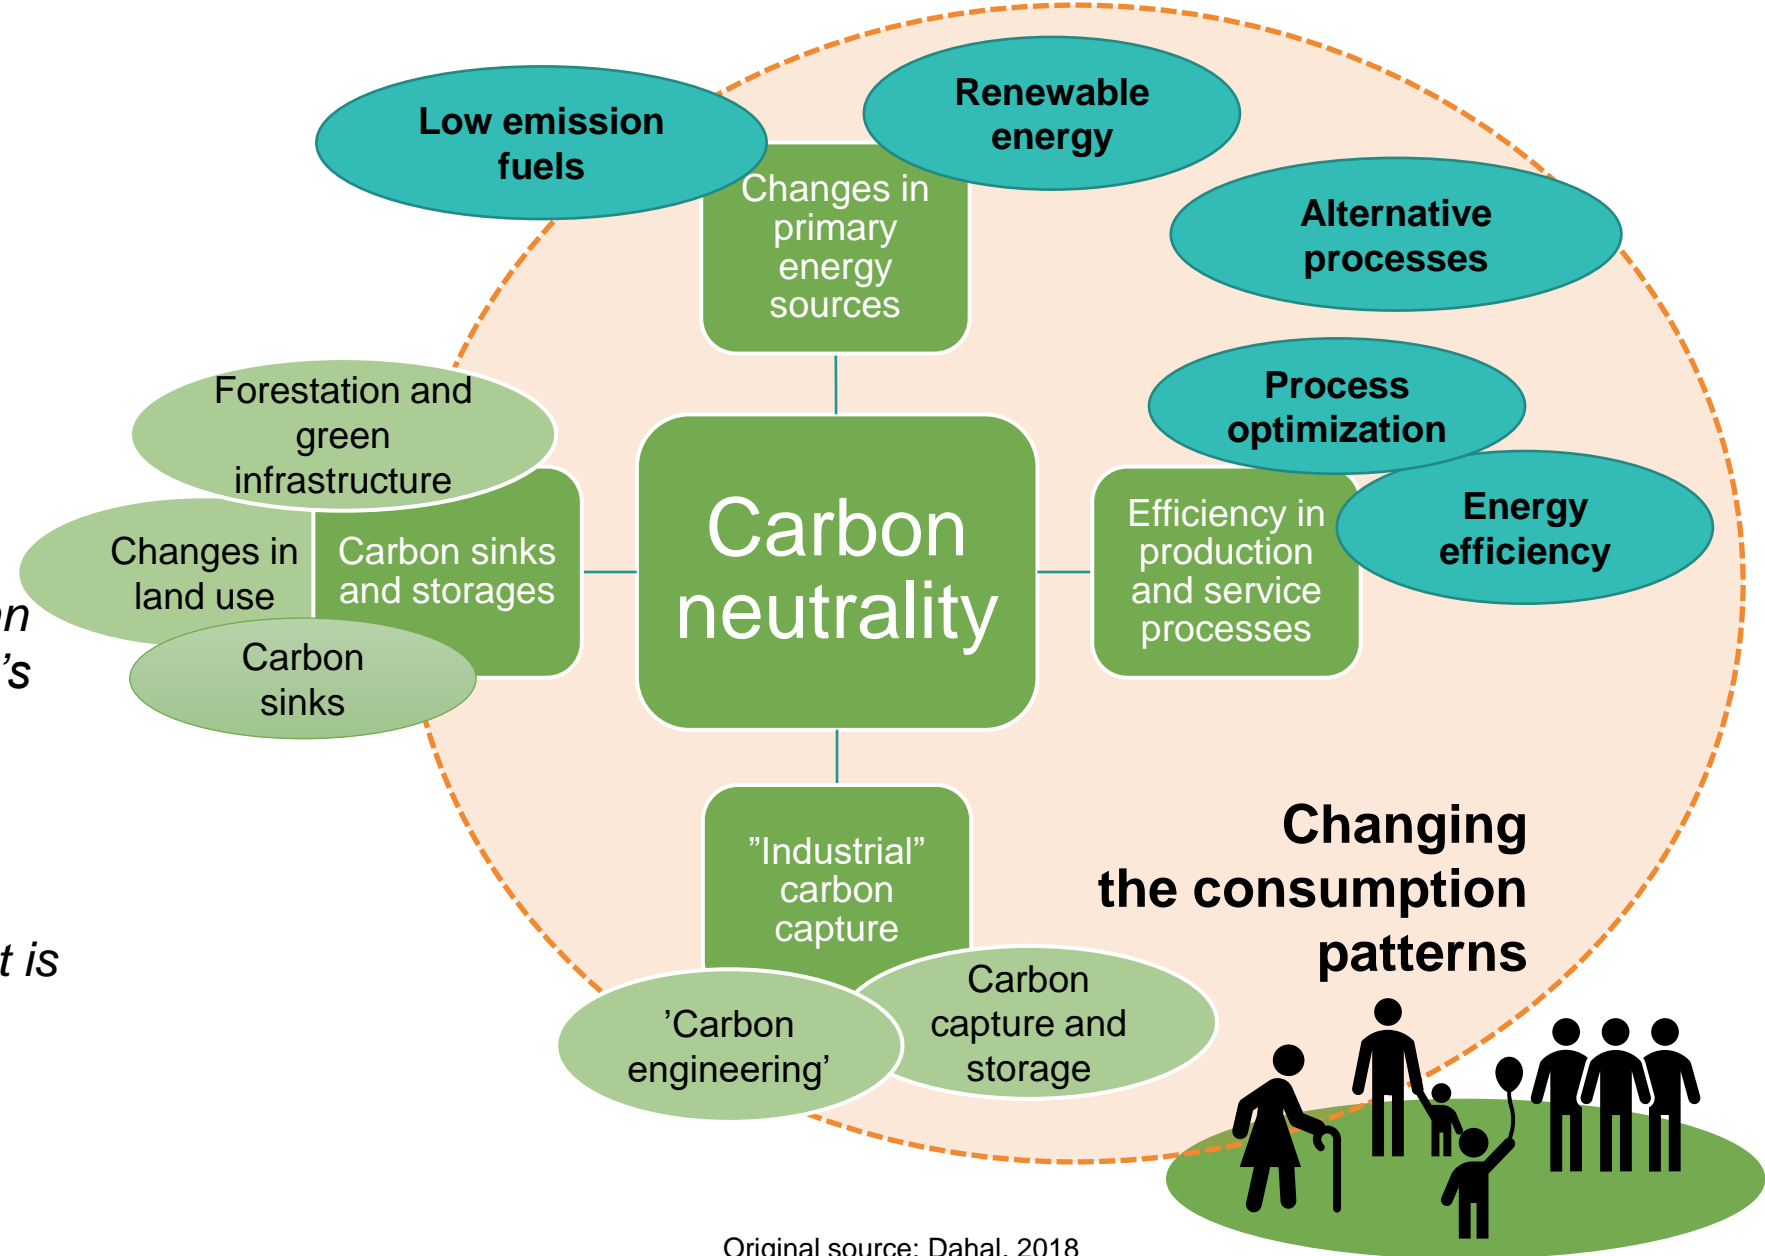 Low emission
fuels
Renewable
energy
Alternative
processes
Changes in
primary
energy
sources
Forestation and
green
infrastructure
Process
optimization
Energy
efficiency
Changes in
land use
Carbon sinks
and storages
Carbon
neutrality
Efficiency in
production
and service
processes
’s
Carbon
sinks
”Industrial”
carbon
capture
Changing
the consumption
patterns
t is
’Carbon
engineering’
Carbon
capture and
storage
Original source: Dahal, 2018